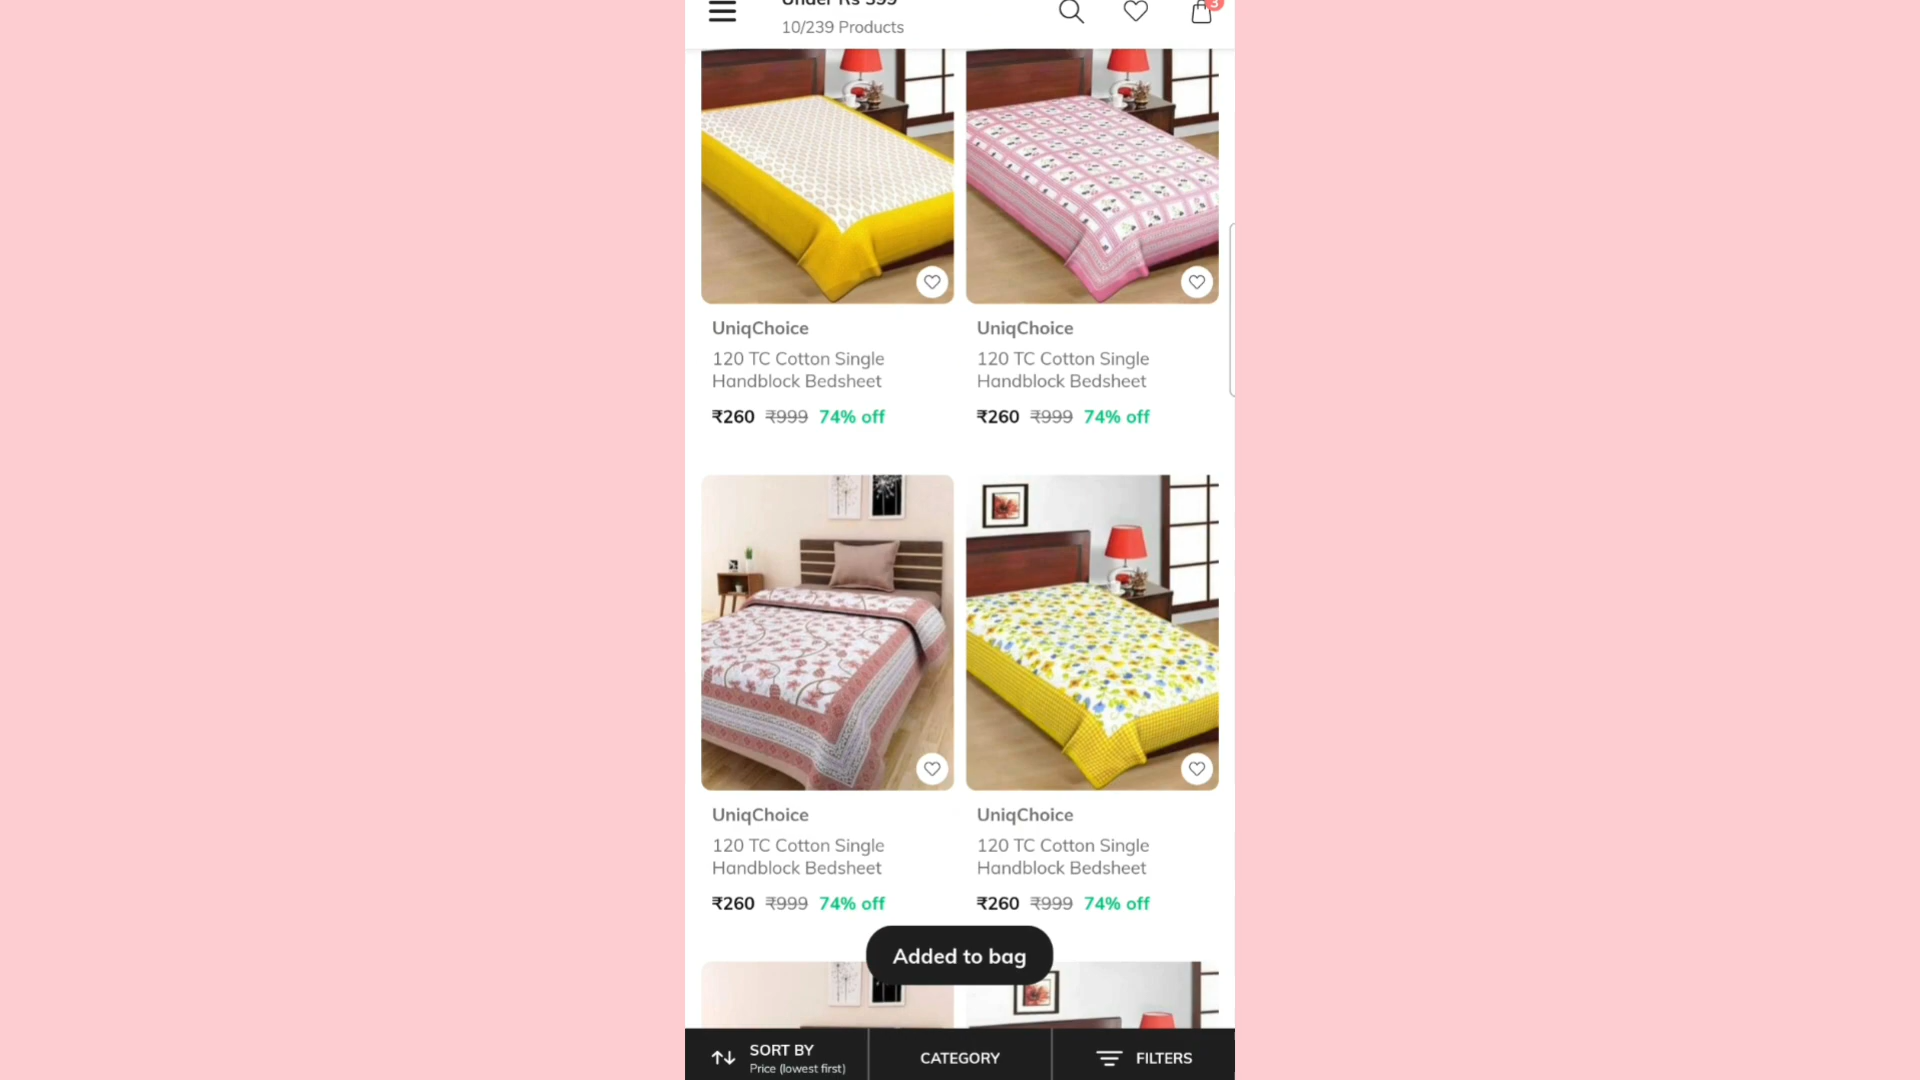 Under Rs 399
10/239 Products
3
UniqChoice
120 TC Cotton Single
Handblock Bedsheet
₹260 ₹999 74% off
UniqChoice
120 TC Cotton Single
Handblock Bedsheet
₹260 ₹999 74% off
UniqChoice
120 TC Cotton Single
Handblock Bedsheet
₹260 ₹999 74% off
UniqChoice
120 TC Cotton Single
Handblock Bedsheet
₹260 ₹999 74% off
Added to bag
SORT BY
Price (lowest first)
CATEGORY
FILTERS